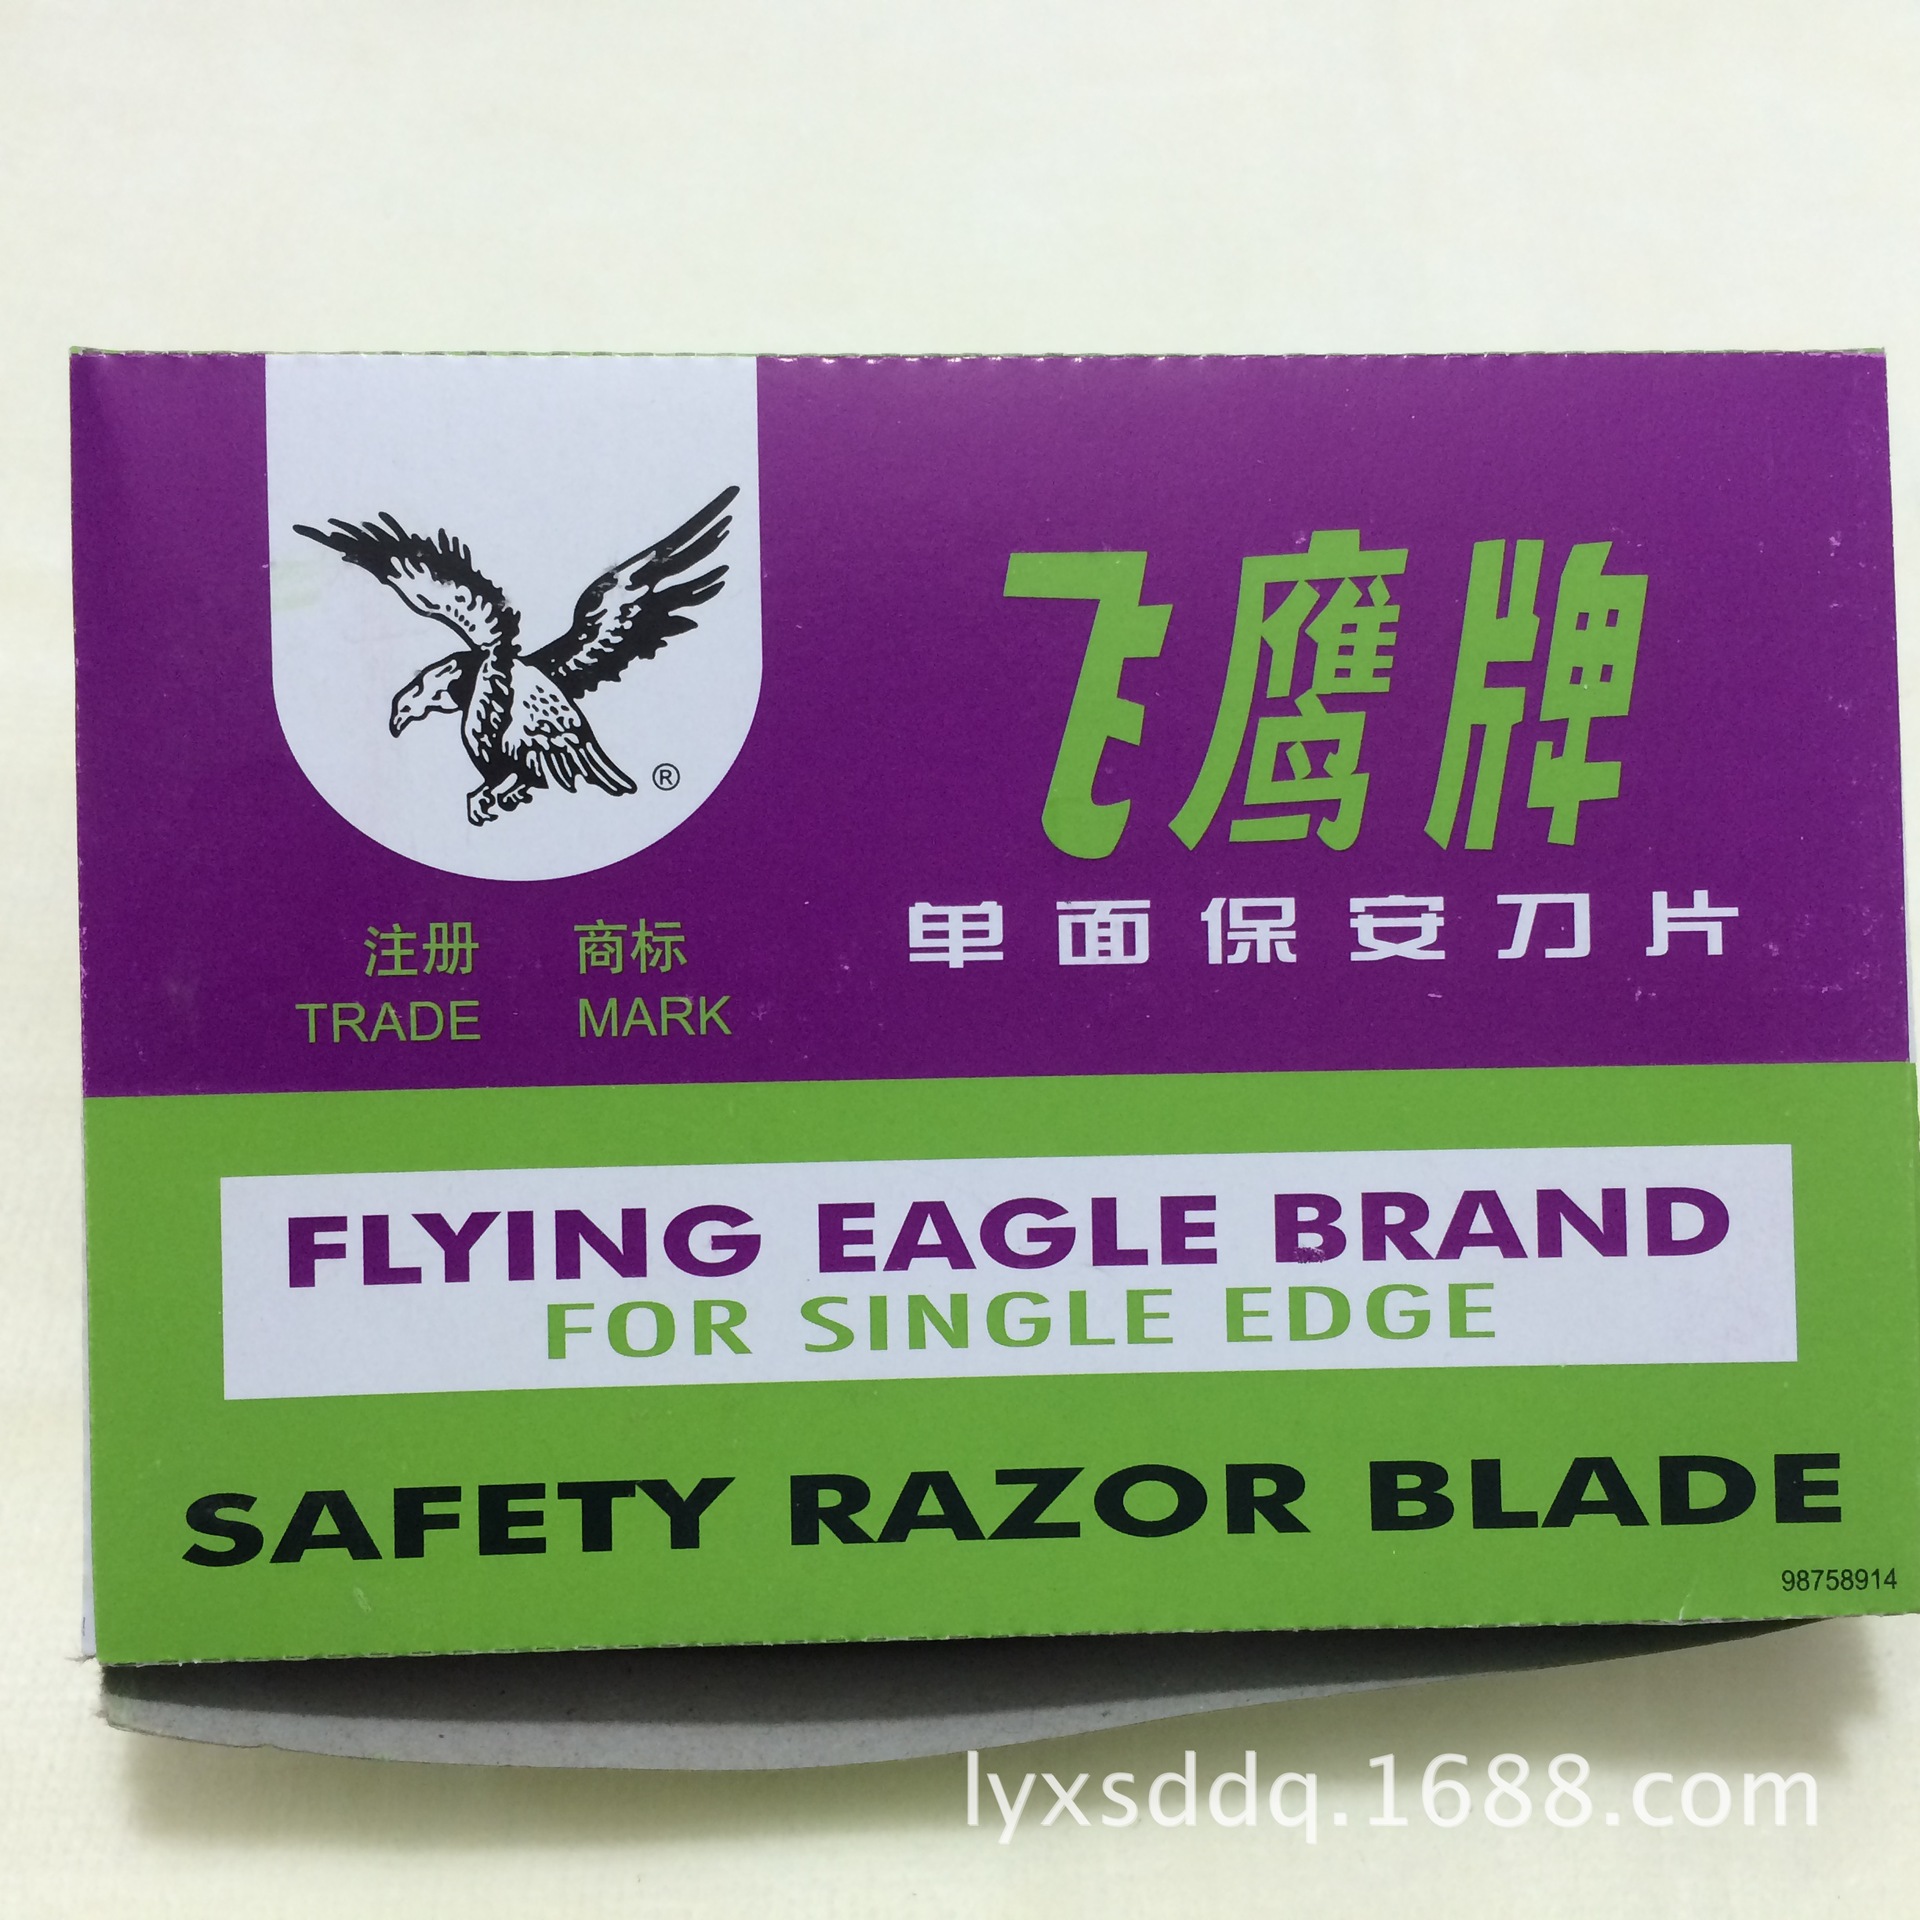 ®
飞鹰牌
单面保安刀片
注册 商标
TRADE MARK
FLYING EAGLE BRAND
FOR SINGLE EDGE
SAFETY RAZOR BLADE
98758914
lyxsddq.1688.com